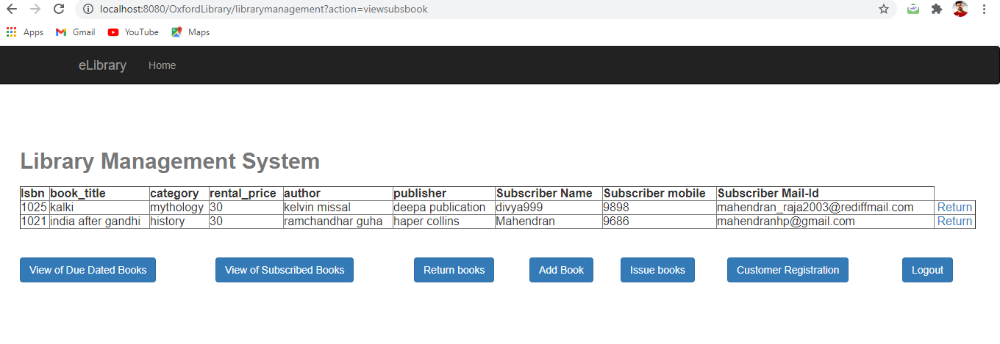 localhost:8080/OxfordLibrary/librarymanagement?action=viewsubsbook
Apps Gmail YouTube Maps
eLibrary Home
Library Management System
Isbn book_title category rental_price author publisher Subscriber Name Subscriber mobile Subscriber Mail-Id
1025 kalki mythology 30 kelvin missal deepa publication divya999 9898 mahendran_raja2003@rediffmail.com Return
1021 india after gandhi history 30 ramchandhar guha haper collins Mahendran 9686 mahendranhp@gmail.com Return
View of Due Dated Books View of Subscribed Books Return books Add Book Issue books Customer Registration Logout